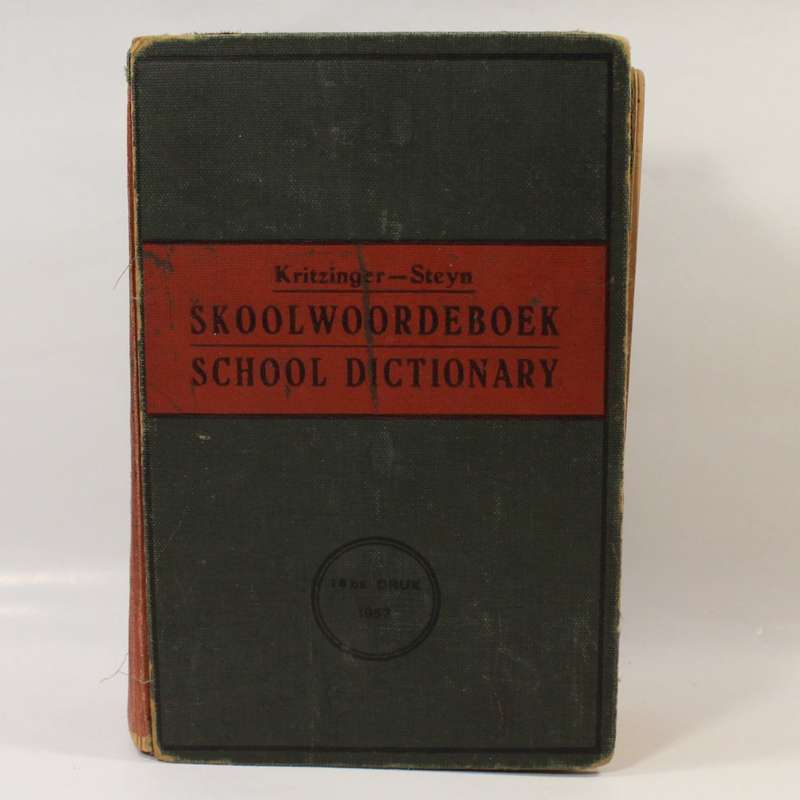 Kritzinger—Steyn
SKOOLWOORDEBOEK
SCHOOL DICTIONARY
DRUK